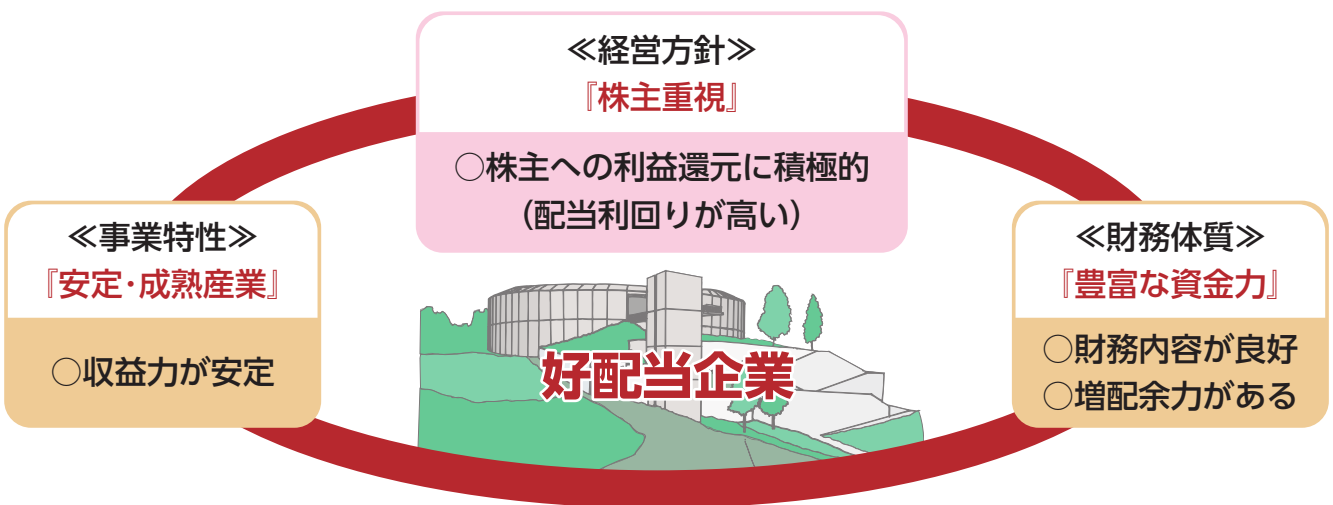 ≪経営方針≫
『株主重視』
○株主への利益還元に積極的
(配当利回りが高い)
≪事業特性≫
『安定・成熟産業』
○収益力が安定
≪財務体質≫
『豊富な資金力』
○財務内容が良好
○増配余力がある
好配当企業